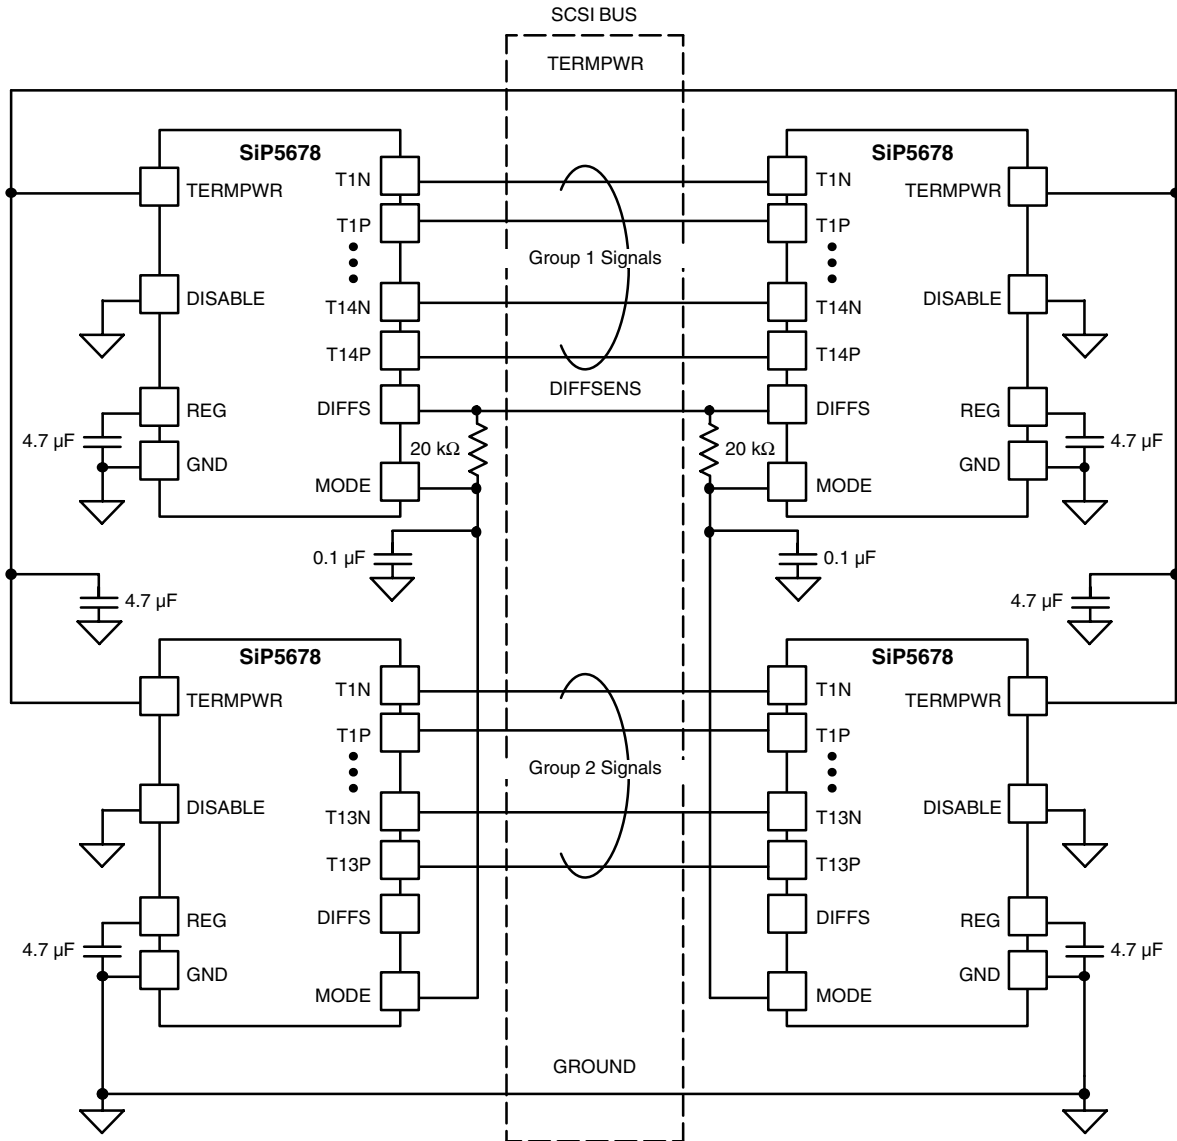 SCSI BUS
TERMPWR
SiP5678
SiP5678
T1N
T1N
TERMPWR
TERMPWR
T1P
T1P
Group 1 Signals
DISABLE
T14N
T14N
DISABLE
T14P
T14P
DIFFSENS
REG
DIFFS
DIFFS
REG
4.7 µF
20 kΩ
20 kΩ
4.7 µF
GND
GND
MODE
MODE
0.1 µF
0.1 µF
4.7 µF
4.7 µF
SiP5678
SiP5678
T1N
T1N
TERMPWR
TERMPWR
T1P
T1P
Group 2 Signals
DISABLE
T13N
T13N
DISABLE
T13P
T13P
REG
DIFFS
DIFFS
REG
4.7 µF
4.7 µF
GND
GND
MODE
MODE
GROUND